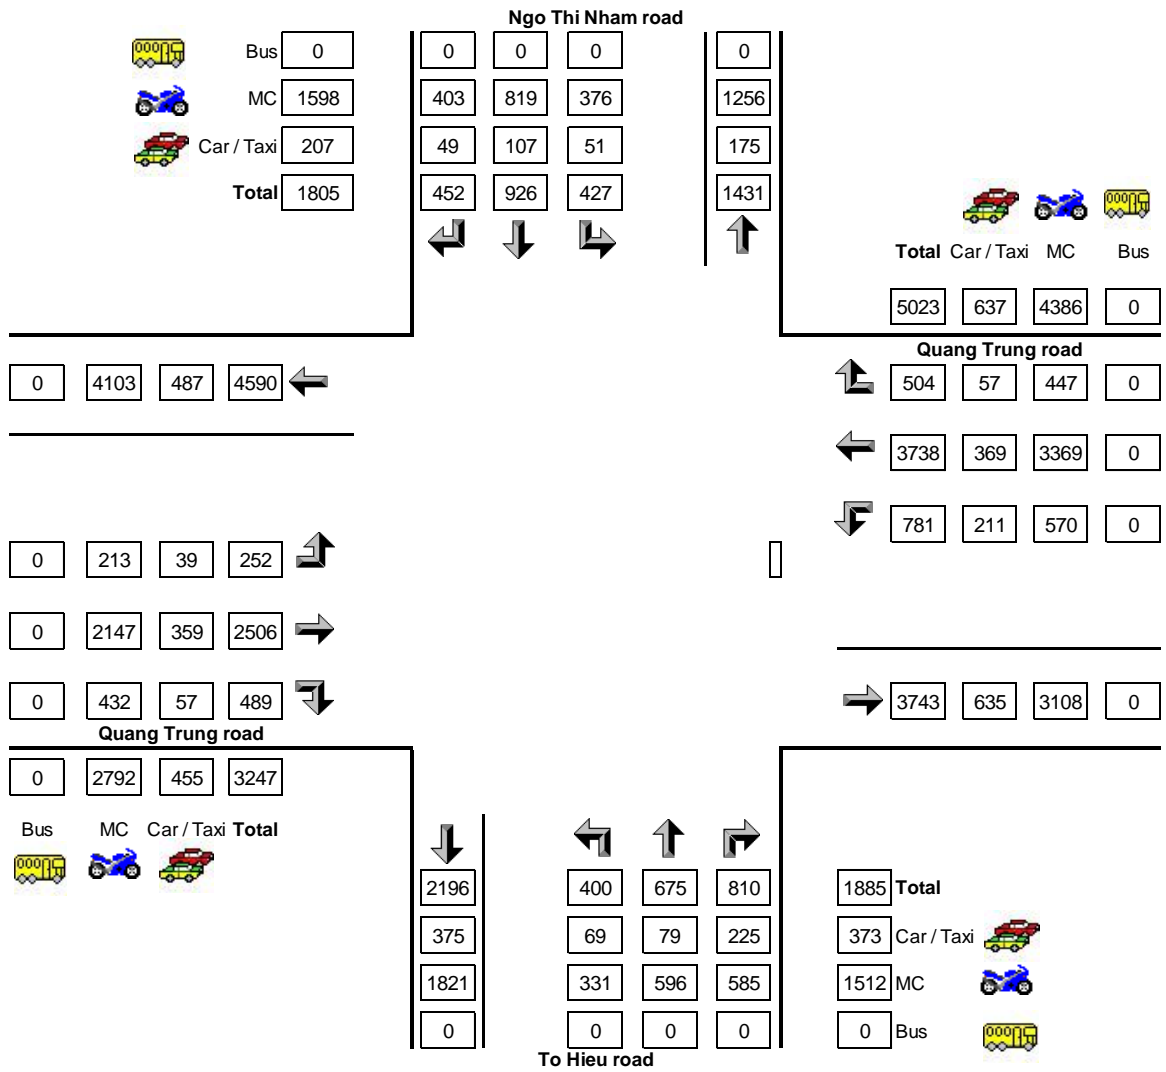 Ngo Thi Nham road
Bus 0 0 0 0 0
MC 1598 403 819 376 1256
Car / Taxi 207 49 107 51 175
Total 1805 452 926 427 1431
Total Car / Taxi MC Bus
5023 637 4386 0
Quang Trung road
0 4103 487 4590 504 57 447 0
3738 369 3369 0
781 211 570 0
0 213 39 252
0 2147 359 2506
0 432 57 489 3743 635 3108 0
Quang Trung road
0 2792 455 3247
Bus MC Car / Taxi Total
2196 400 675 810 1885 Total
375 69 79 225 373 Car / Taxi
1821 331 596 585 1512 MC
0 0 0 0 0 Bus
To Hieu road